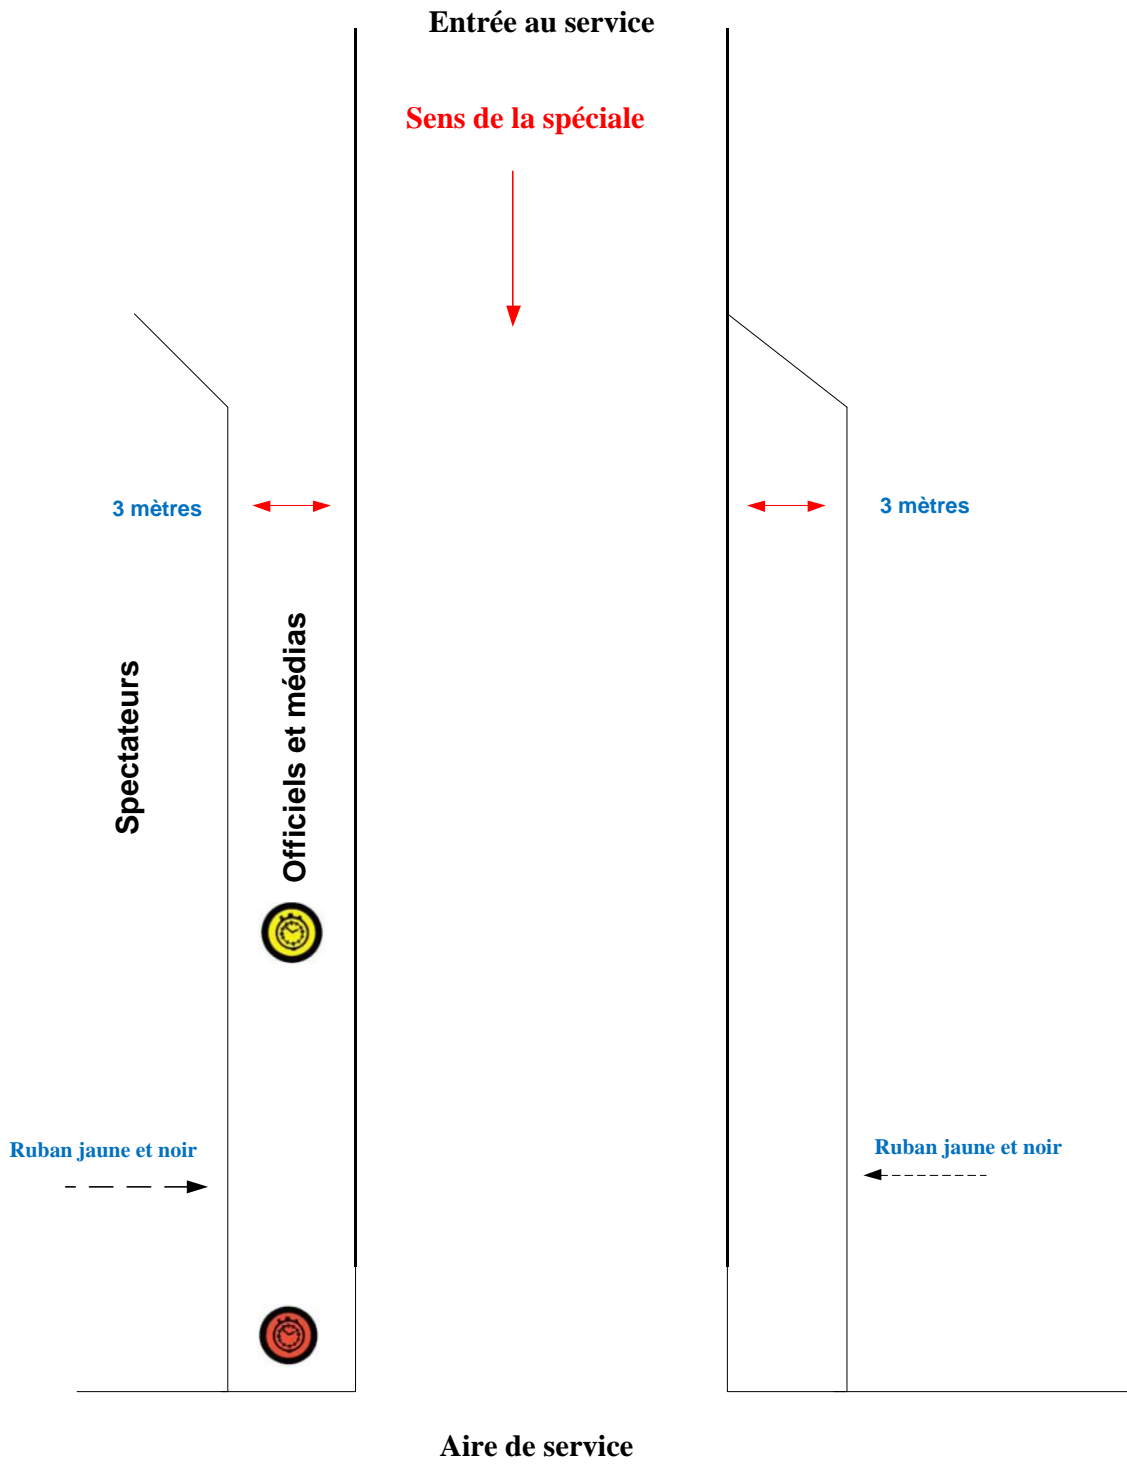 Entrée au service
Sens de la spéciale
3 mètres
3 mètres
Spectateurs
Officiels et médias
Ruban jaune et noir
Ruban jaune et noir
Aire de service